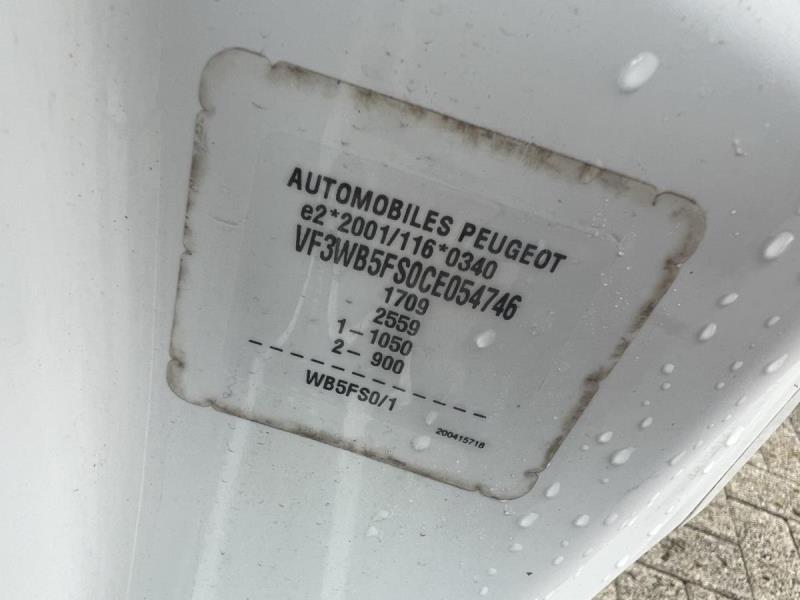 AUTOMOBILES PEUGEOT
e2*2001/116*0340
VF3WB5FS0CE054746
1709
2559
1- 1050
2- 900
WB5FS0/1
200415718